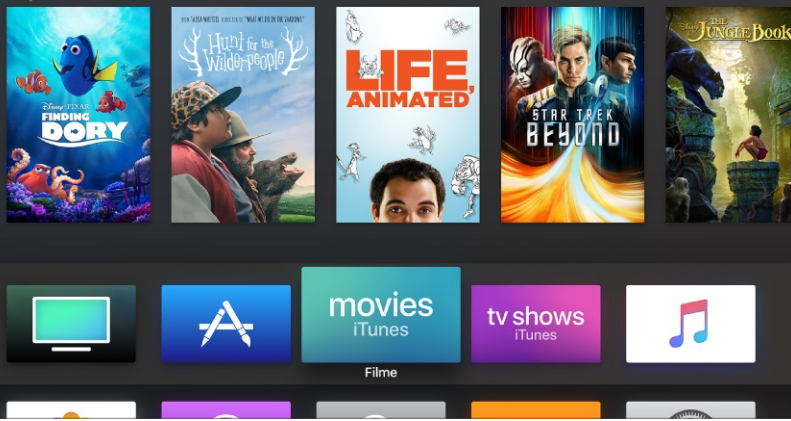 Disney · PIXAR
FINDING
DORY
FROM TAIKA WAITITI, DIRECTOR OF "WHAT WE DO IN THE SHADOWS"
Hunt for the
Wilderpeople
LIFE,
ANIMATED
STAR TREK
BEYOND
Disney
THE
JUNGLE BOOK
movies
iTunes
tv shows
iTunes
Filme